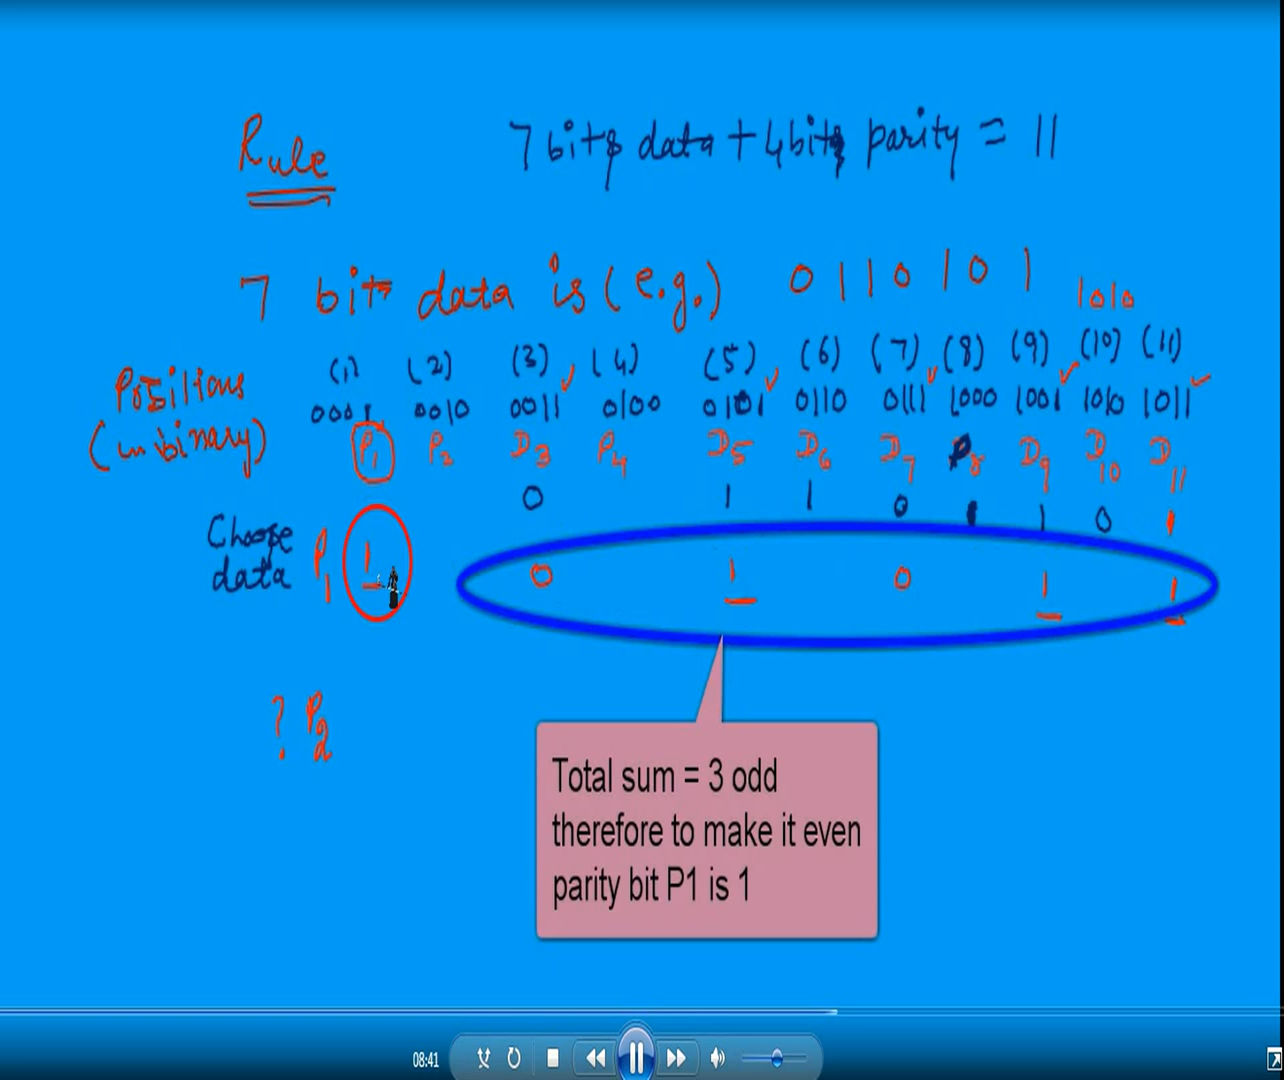 Rule 7 bits data + 4 bits parity = 11
7 bits data is (e.g.) 0 1 1 0 1 0 1
1010
(1) (2) (3) (4) (5) (6) (7) (8) (9) (10) (11)
Positions 0001 0010 0011 0100 0101 0110 0111 1000 1001 1010 1011
(in binary) P1 P2 D3 P4 D5 D6 D7 P8 D9 D10 D11
0 1 1 0 1 0 1
Choose data P1 1 0 1 0 1 1
? P2
Total sum = 3 odd
therefore to make it even
parity bit P1 is 1
08:41